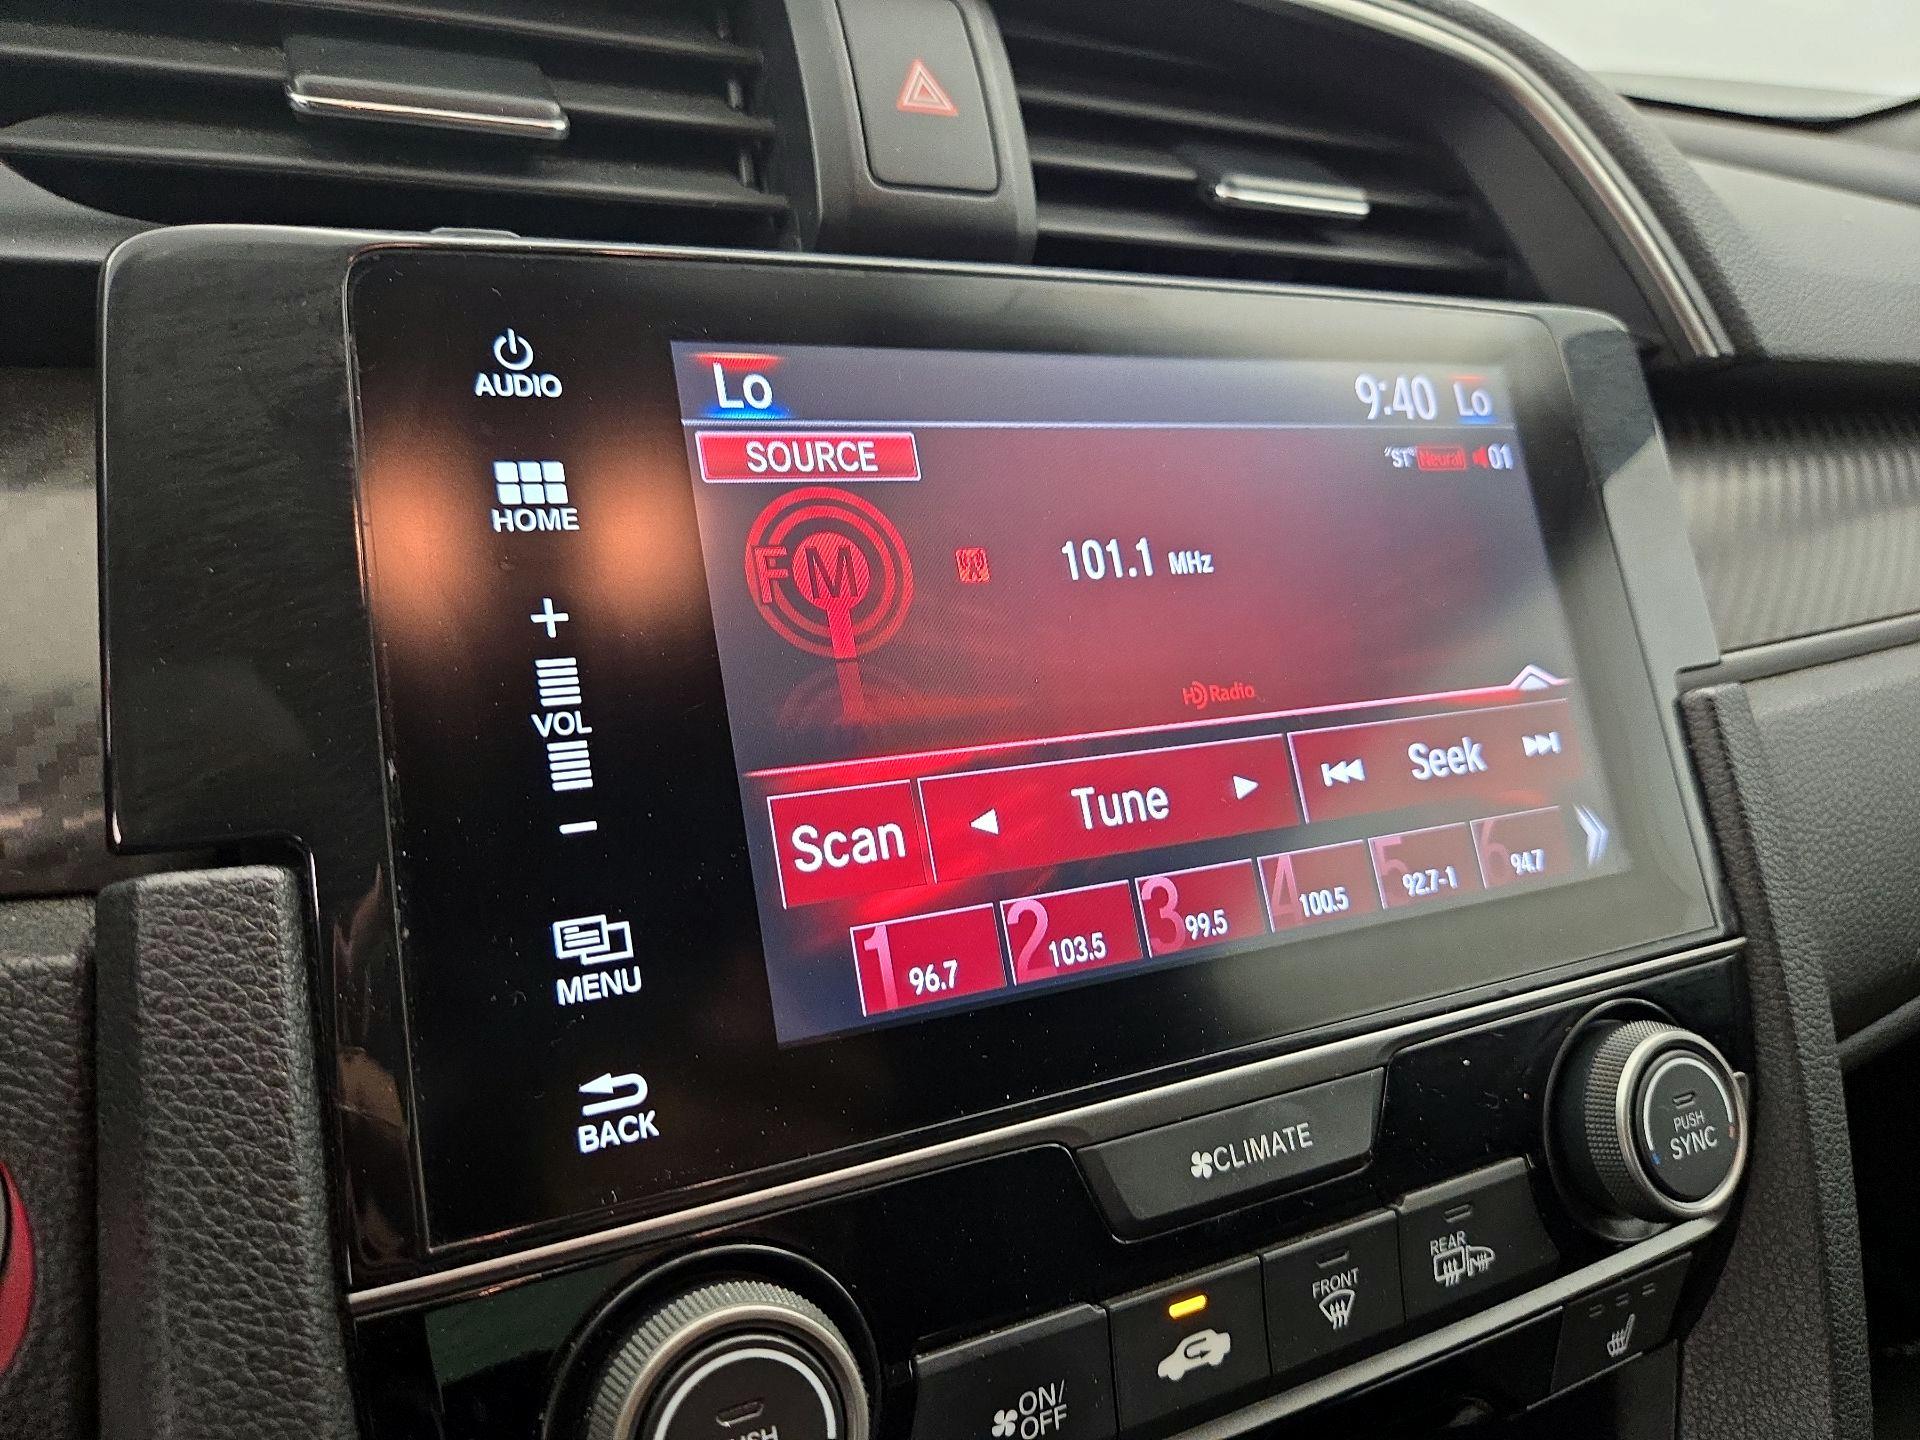 AUDIO
HOME
+
VOL
-
MENU
BACK
Lo
9:40 Lo
SOURCE
"ST" Neural 01
FM
101.1 MHz
HD Radio
Scan
Tune
Seek
1 96.7
2 103.5
3 99.5
4 100.5
5 92.7-1
6 94.7
CLIMATE
PUSH
SYNC
REAR
FRONT
ON/
OFF